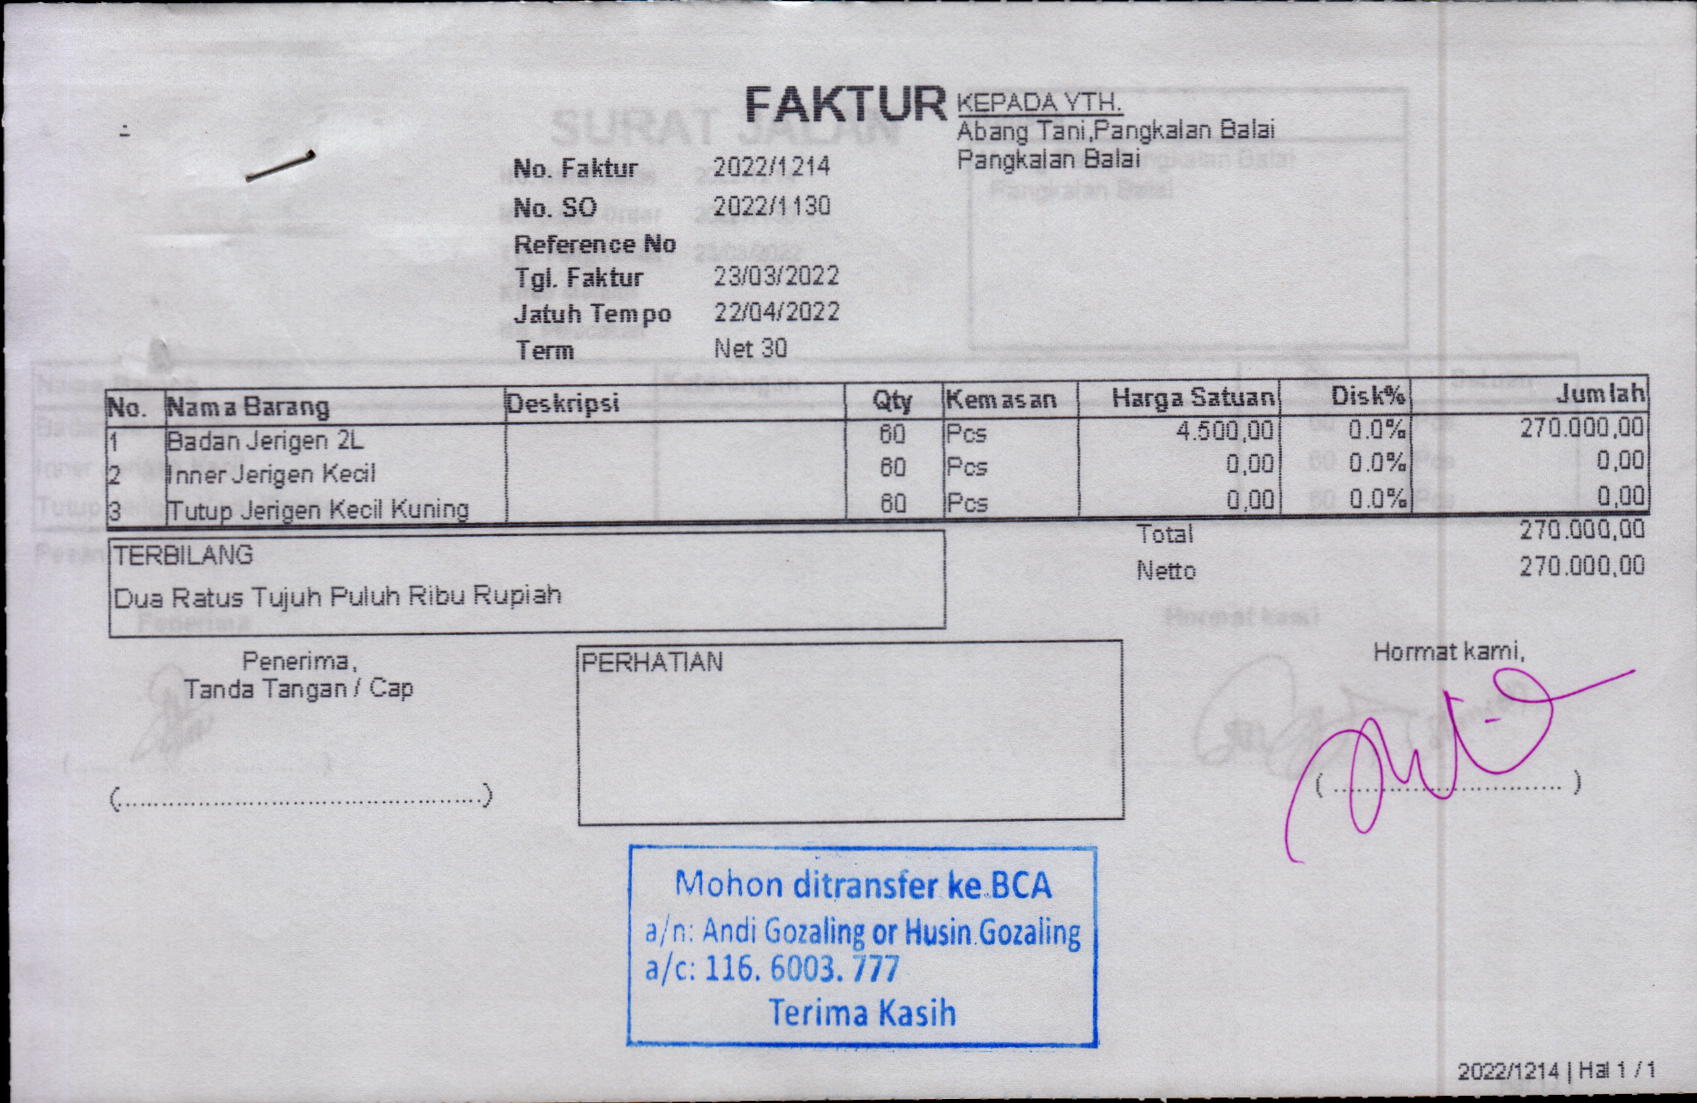 FAKTUR
KEPADA YTH.
Abang Tani,Pangkalan Balai
Pangkalan Balai
No. Faktur 2022/1214
No. SO 2022/1130
Reference No
Tgl. Faktur 23/03/2022
Jatuh Tempo 22/04/2022
Term Net 30
No. Nama Barang Deskripsi Qty Kemasan Harga Satuan Disk% Jumlah
1 Badan Jerigen 2L 60 Pcs 4.500,00 0.0% 270.000,00
2 Inner Jerigen Kecil 60 Pcs 0,00 0.0% 0,00
3 Tutup Jerigen Kecil Kuning 60 Pcs 0,00 0.0% 0,00
Total 270.000,00
Netto 270.000,00
TERBILANG
Dua Ratus Tujuh Puluh Ribu Rupiah
Penerima,
Tanda Tangan / Cap
PERHATIAN
Hormat kami,
(...............................................)
( .............................. )
Mohon ditransfer ke BCA
a/n: Andi Gozaling or Husin Gozaling
a/c: 116. 6003. 777
Terima Kasih
2022/1214 | Hal 1 / 1
SURAT JALAN